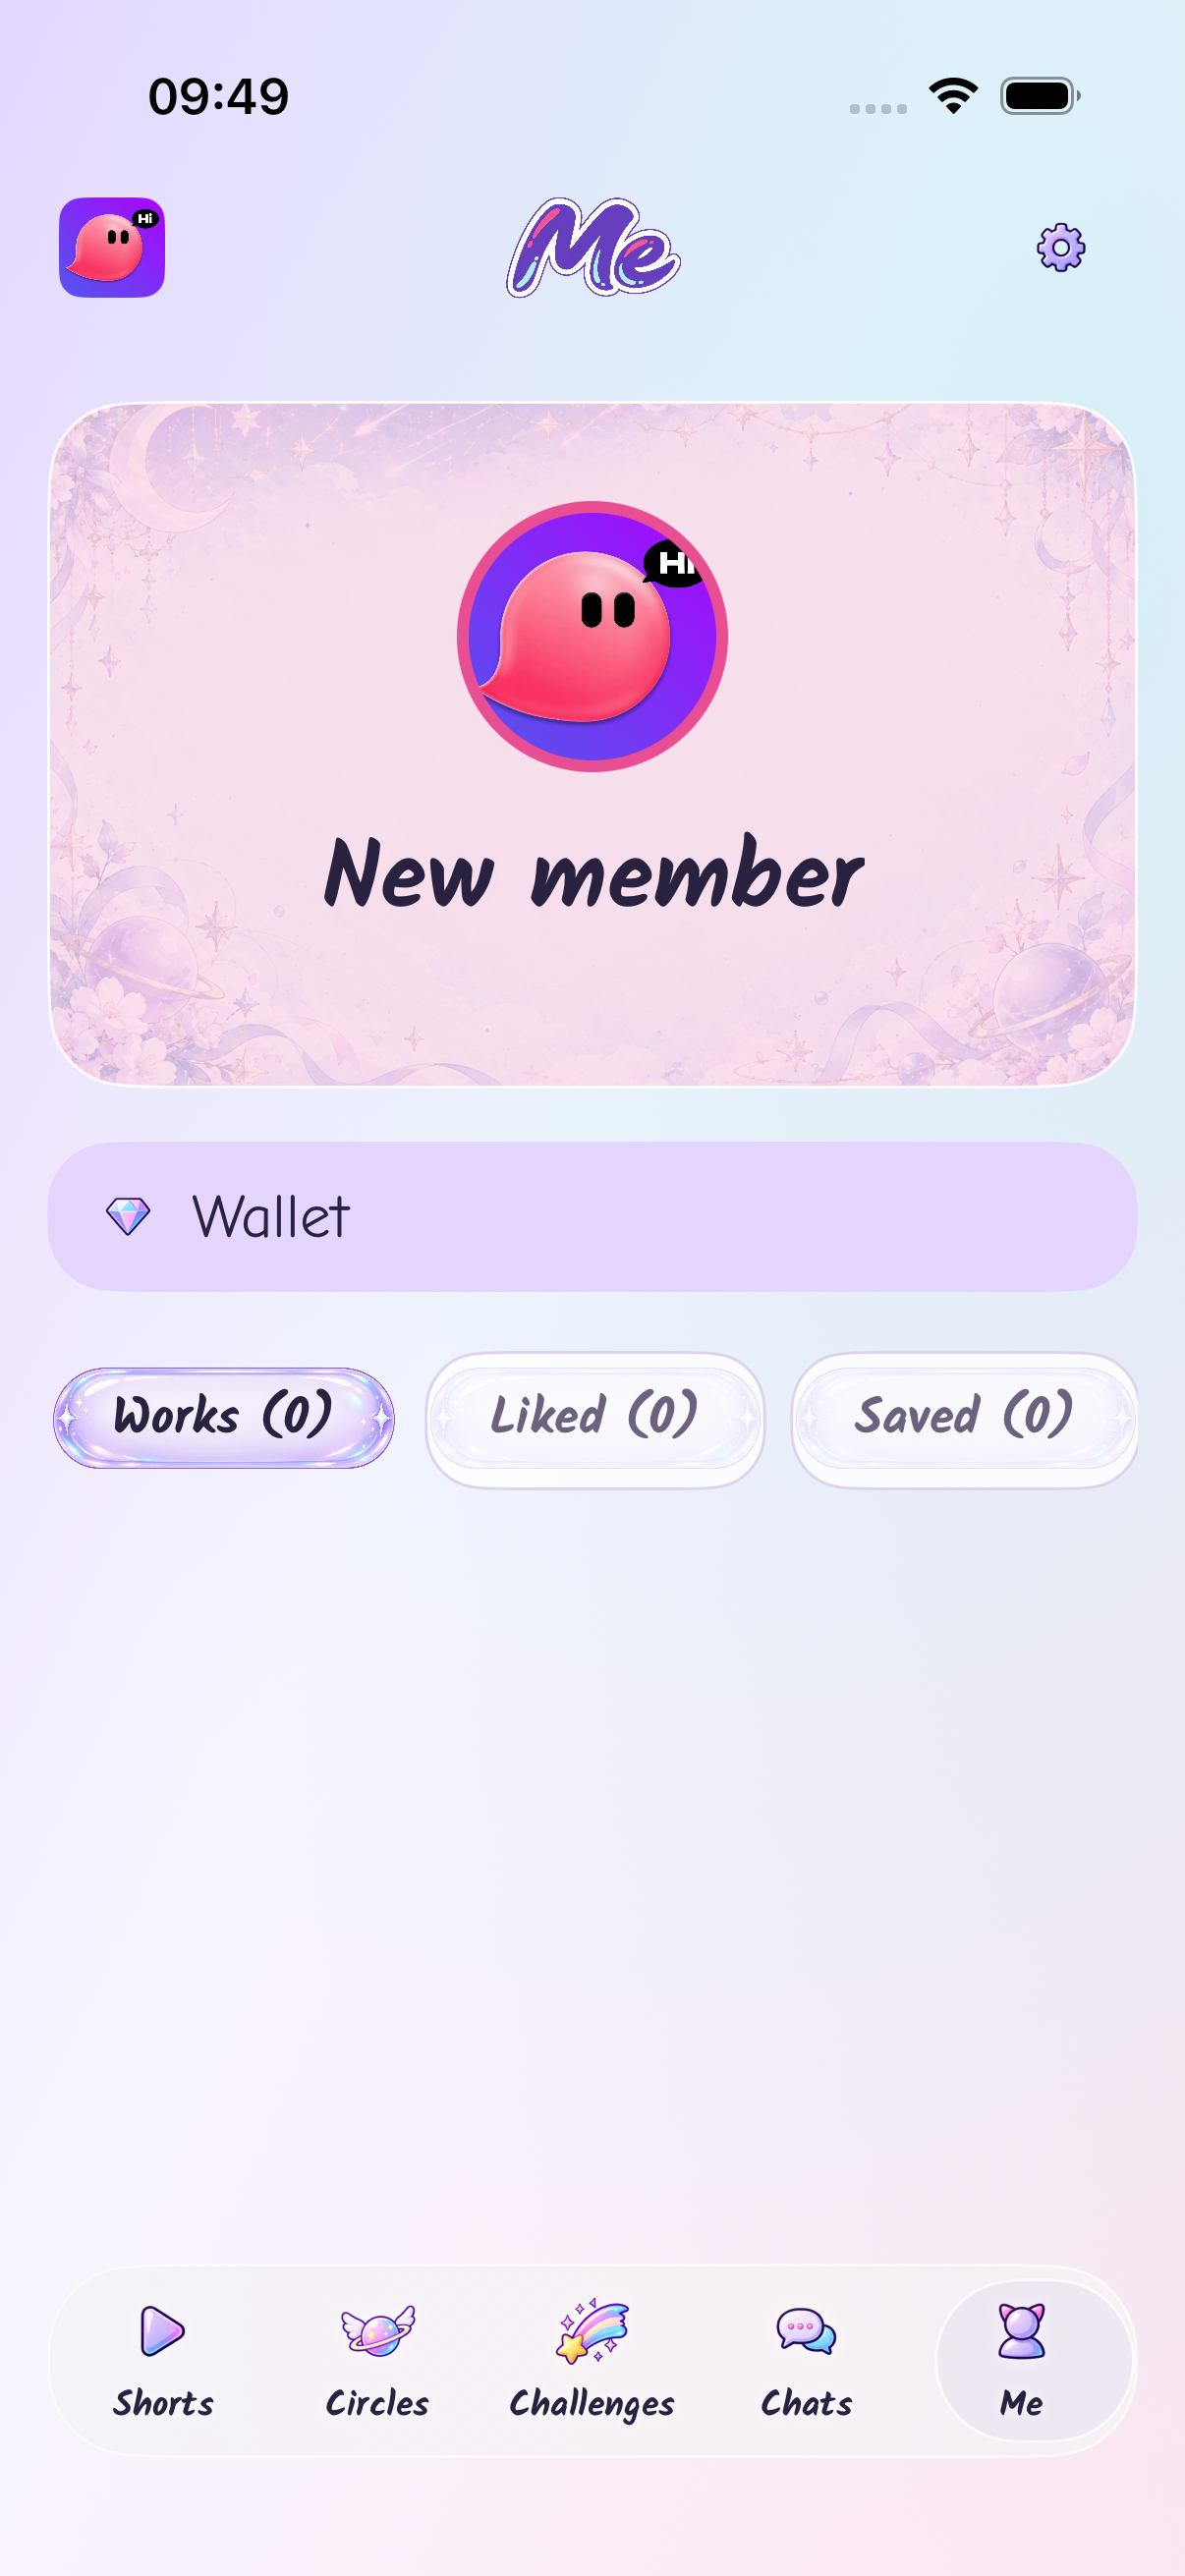 09:49
Hi
Me
Hi
New member
Wallet
Works (0)
Liked (0)
Saved (0)
Shorts
Circles
Challenges
Chats
Me